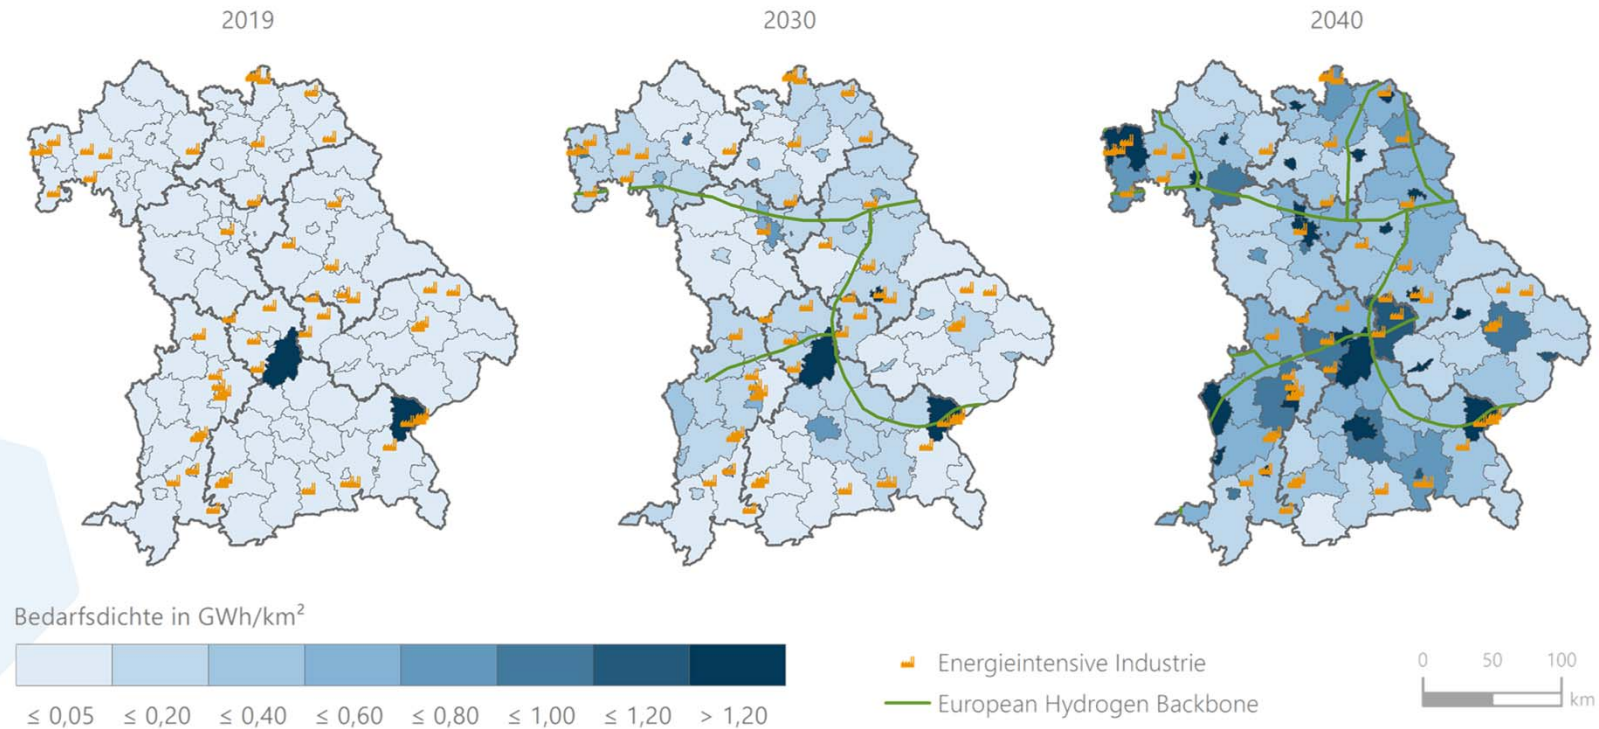 2019
2030
2040
Bedarfsdichte in GWh/km²
≤ 0,05 ≤ 0,20 ≤ 0,40 ≤ 0,60 ≤ 0,80 ≤ 1,00 ≤ 1,20 > 1,20
Energieintensive Industrie
European Hydrogen Backbone
0 50 100
km